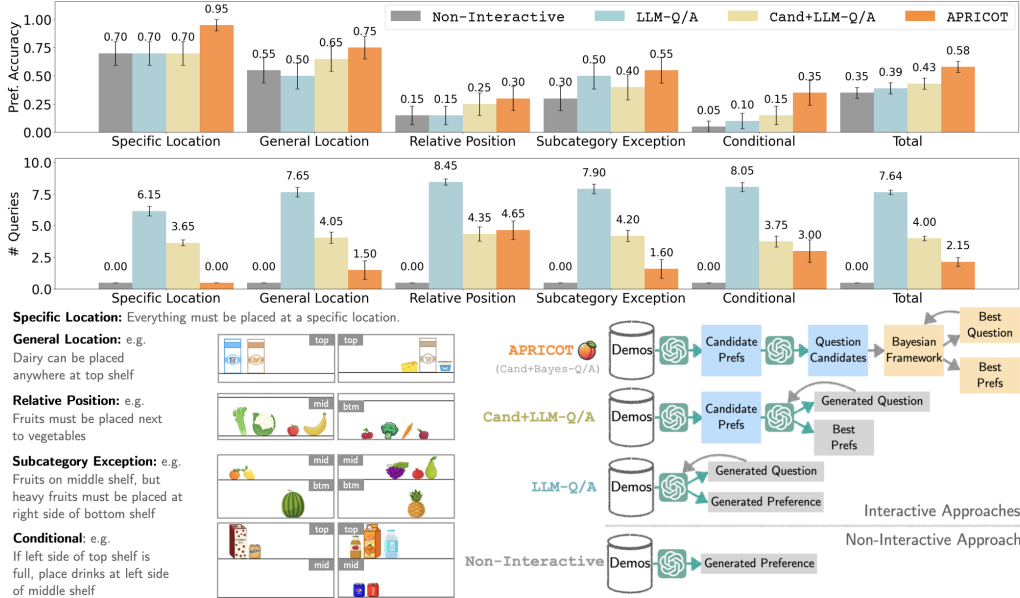 Non-Interactive LLM-Q/A Cand+LLM-Q/A APRICOT
Pref. Accuracy
1.00
0.75
0.50
0.25
0.00
0.70 0.70 0.70 0.95
0.55 0.50 0.65 0.75
0.15 0.15 0.25 0.30
0.30 0.50 0.40 0.55
0.05 0.10 0.15 0.35
0.35 0.39 0.43 0.58
Specific Location General Location Relative Position Subcategory Exception Conditional Total
# Queries
10.0
7.5
5.0
2.5
0.0
0.00 6.15 3.65 0.00
0.00 7.65 4.05 1.50
0.00 8.45 4.35 4.65
0.00 7.90 4.20 1.60
0.00 8.05 3.75 3.00
0.00 7.64 4.00 2.15
Specific Location General Location Relative Position Subcategory Exception Conditional Total
Specific Location: Everything must be placed at a specific location.
General Location: e.g.
Dairy can be placed
anywhere at top shelf
top top
Relative Position: e.g.
Fruits must be placed next
to vegetables
mid btm
Subcategory Exception: e.g.
Fruits on middle shelf, but
heavy fruits must be placed at
right side of bottom shelf
mid mid
btm btm
Conditional: e.g.
If left side of top shelf is
full, place drinks at left side
of middle shelf
top top
mid mid
APRICOT
(Cand+Bayes-Q/A)
Demos
Candidate
Prefs
Question
Candidates
Bayesian
Framework
Best
Question
Best
Prefs
Cand+LLM-Q/A
Demos
Candidate
Prefs
Generated Question
Best
Prefs
LLM-Q/A
Demos
Generated Question
Generated Preference
Interactive Approaches
Non-Interactive Approach
Non-Interactive
Demos
Generated Preference